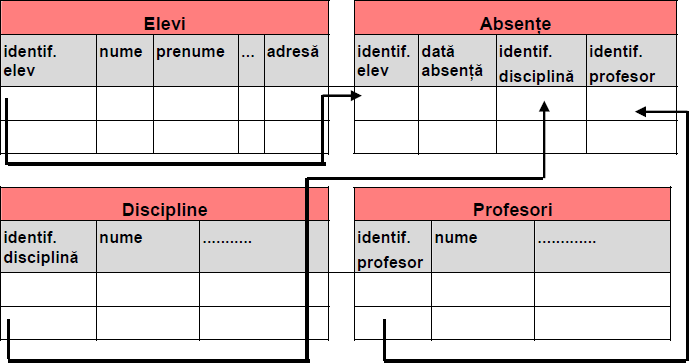 Elevi
identif. elev
nume
prenume
...
adresă
Absențe
identif. elev
dată absență
identif. disciplină
identif. profesor
Discipline
identif. disciplină
nume
...........
Profesori
identif. profesor
nume
.............